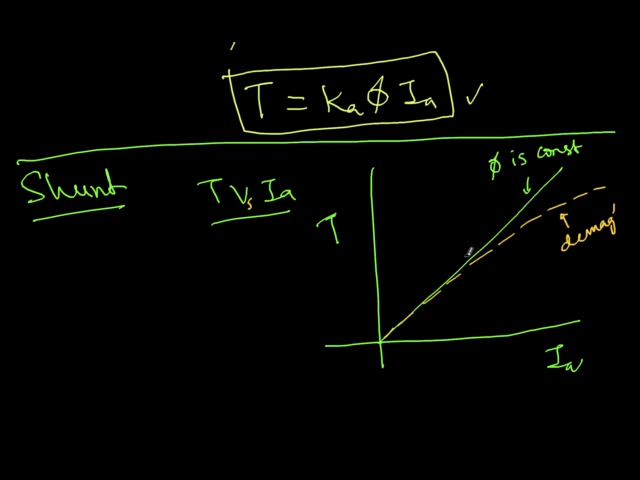 T = Ka ϕ Ia ✓
Shunt
T Vs Ia
ϕ is const
T
demag'
Ia